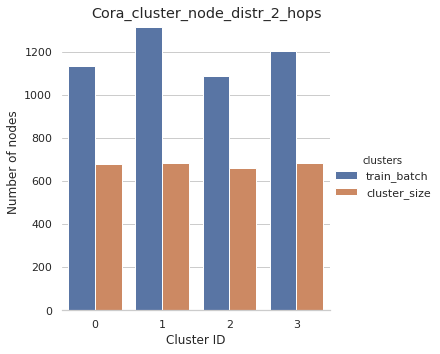 Cora_cluster_node_distr_2_hops
1200
1000
800
600
400
200
0
Number of nodes
0 1 2 3
Cluster ID
clusters
train_batch
cluster_size